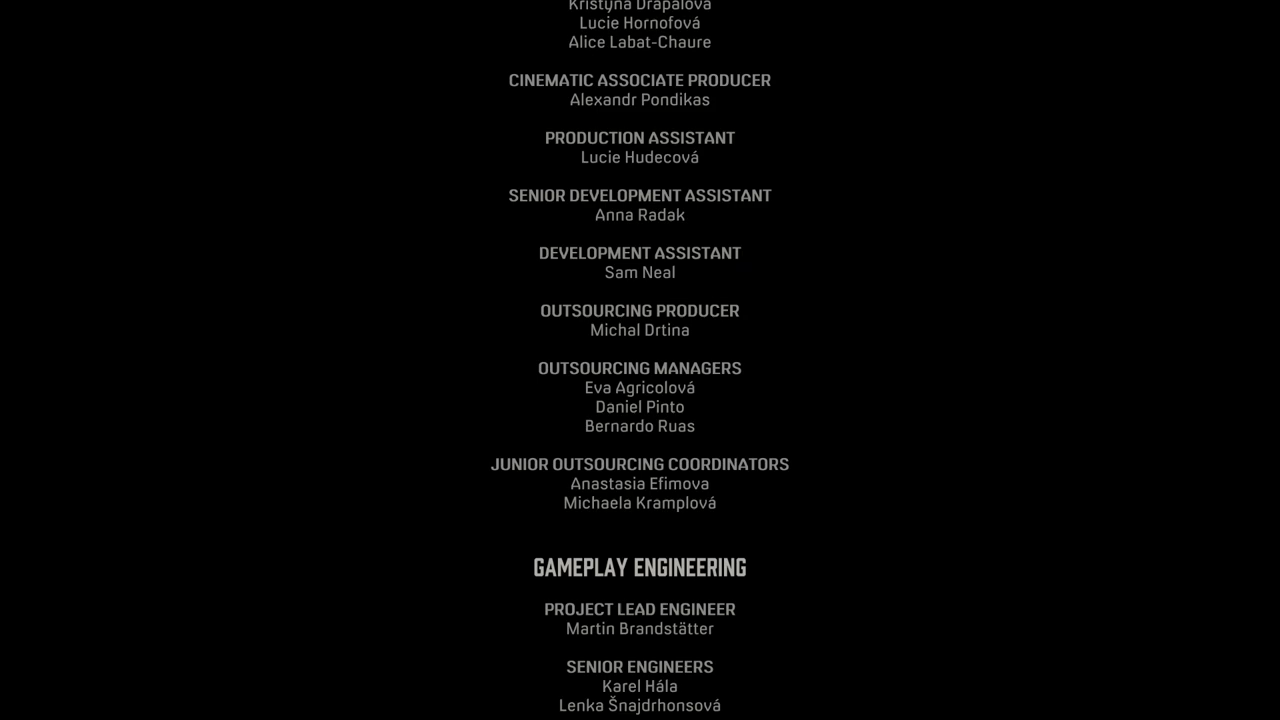 Kristýna Drápalová
Lucie Hornofová
Alice Labat-Chaure
CINEMATIC ASSOCIATE PRODUCER
Alexandr Pondikas
PRODUCTION ASSISTANT
Lucie Hudecová
SENIOR DEVELOPMENT ASSISTANT
Anna Radak
DEVELOPMENT ASSISTANT
Sam Neal
OUTSOURCING PRODUCER
Michal Drtina
OUTSOURCING MANAGERS
Eva Agricolová
Daniel Pinto
Bernardo Ruas
JUNIOR OUTSOURCING COORDINATORS
Anastasia Efimova
Michaela Kramplová
GAMEPLAY ENGINEERING
PROJECT LEAD ENGINEER
Martin Brandstätter
SENIOR ENGINEERS
Karel Hála
Lenka Šnajdrhonsová